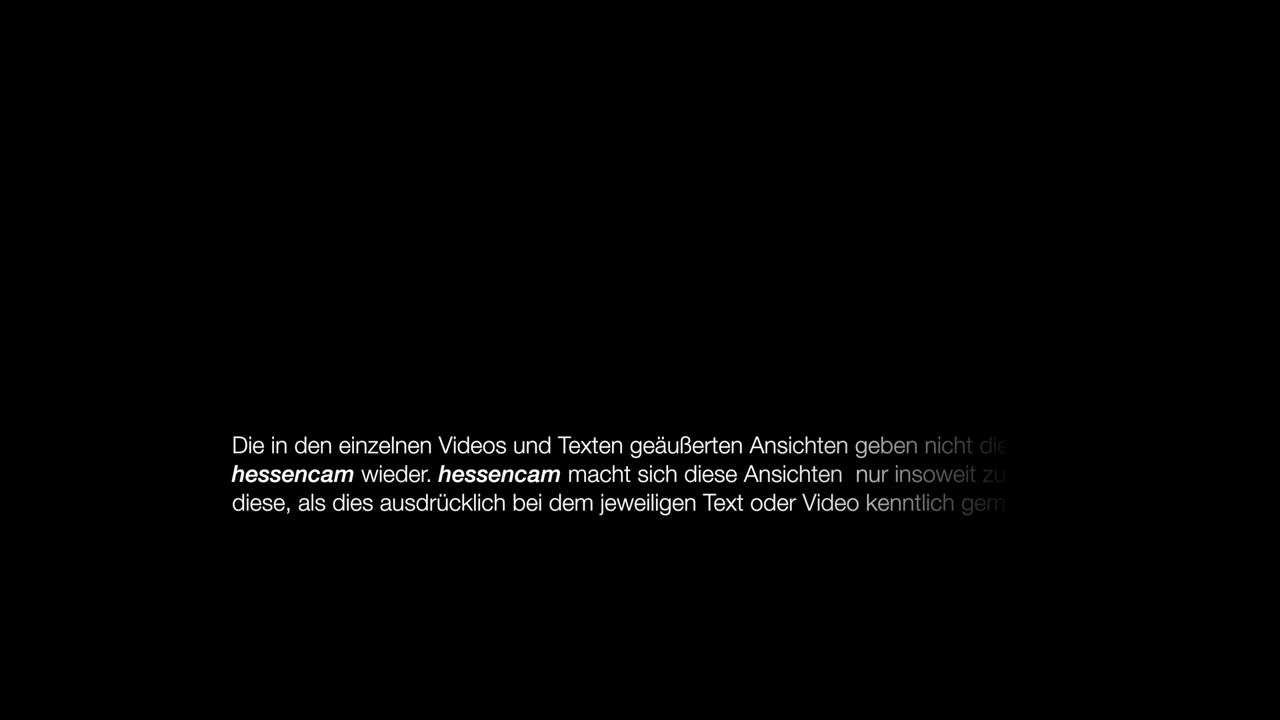 Die in den einzelnen Videos und Texten geäußerten Ansichten geben nicht die
hessencam wieder. hessencam macht sich diese Ansichten nur insoweit zu
diese, als dies ausdrücklich bei dem jeweiligen Text oder Video kenntlich gem